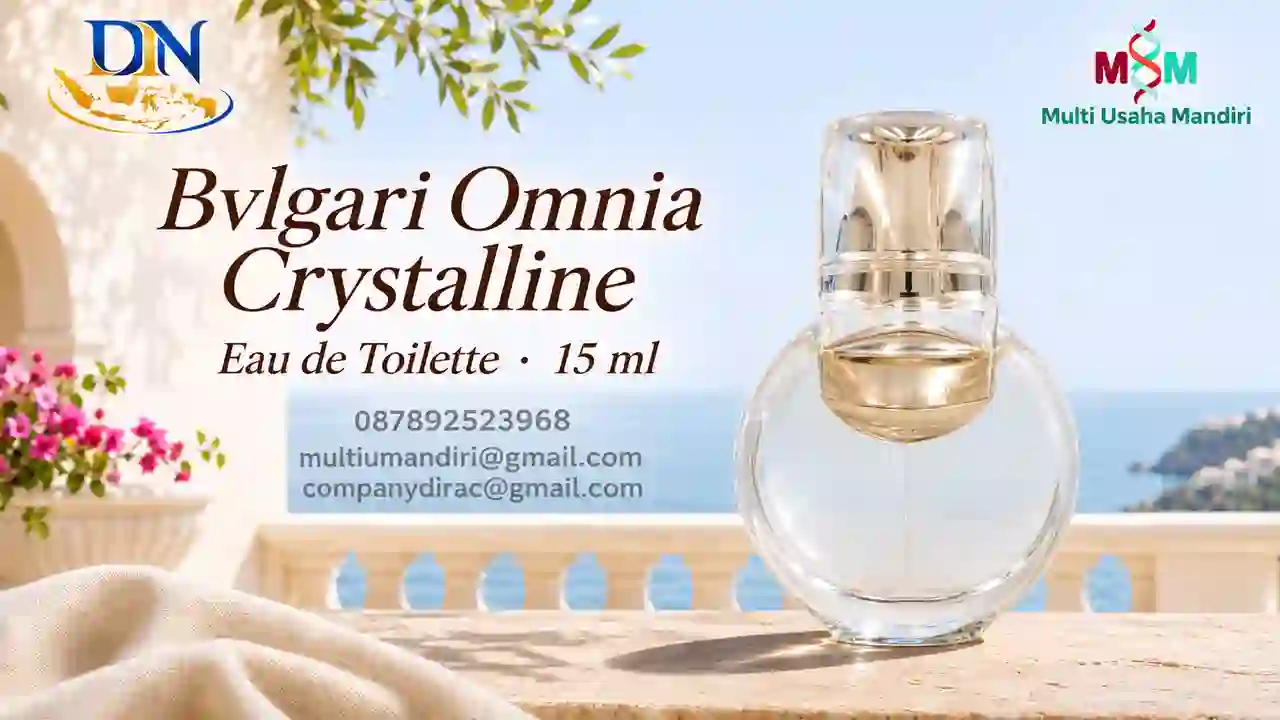 DN
MSM
Multi Usaha Mandiri
Bvlgari Omnia
Crystalline
Eau de Toilette · 15 ml
087892523968
multiumandiri@gmail.com
companydirac@gmail.com